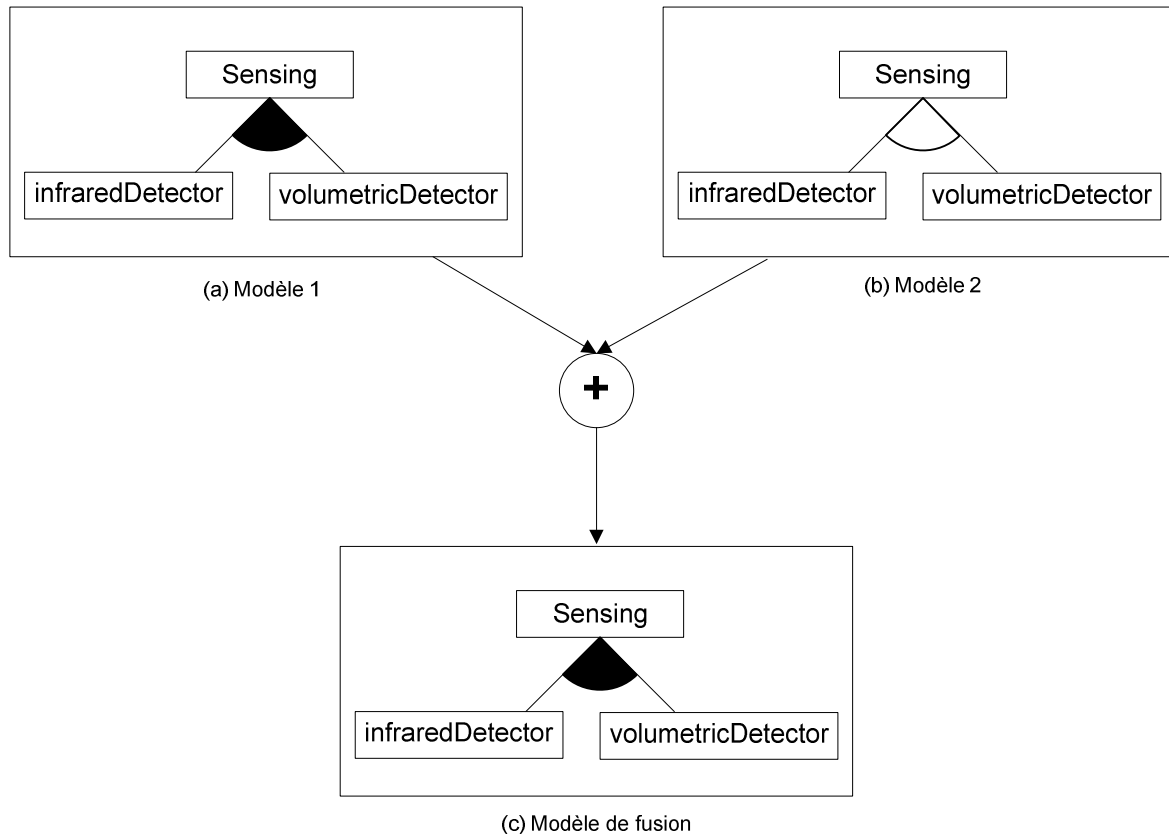 Sensing
infraredDetector
volumetricDetector
(a) Modèle 1
Sensing
infraredDetector
volumetricDetector
(b) Modèle 2
+
Sensing
infraredDetector
volumetricDetector
(c) Modèle de fusion